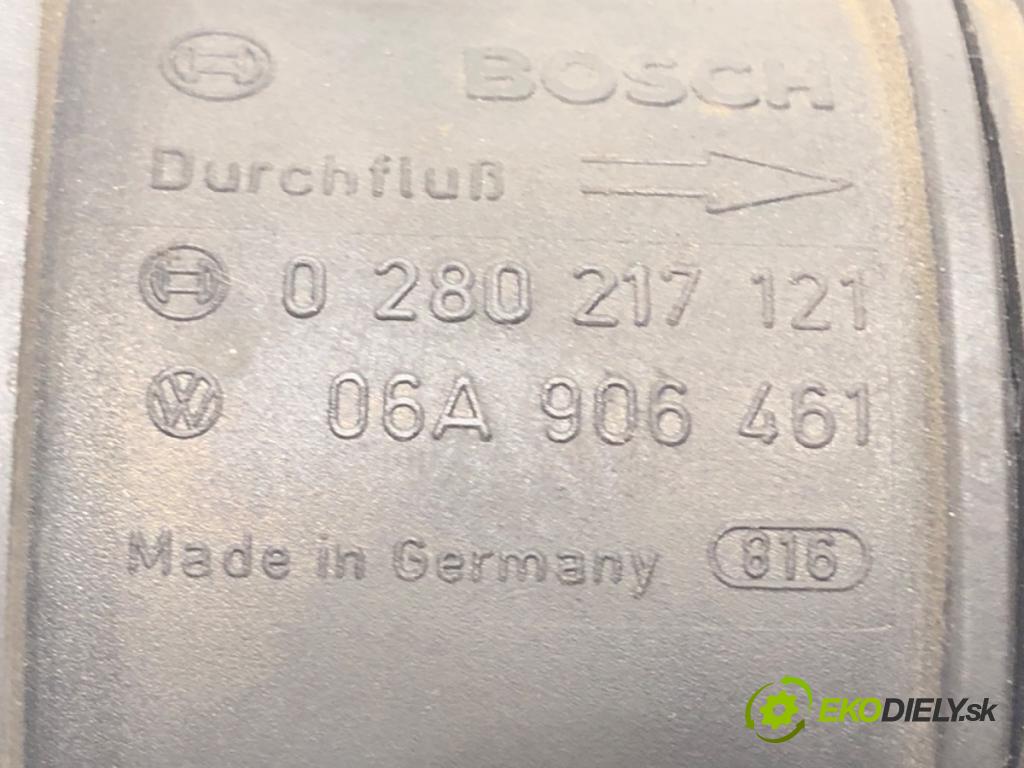 BOSCH
Durchfluß
0 280 217 121
06A 906 461
Made in Germany 816
EKODIELY.sk